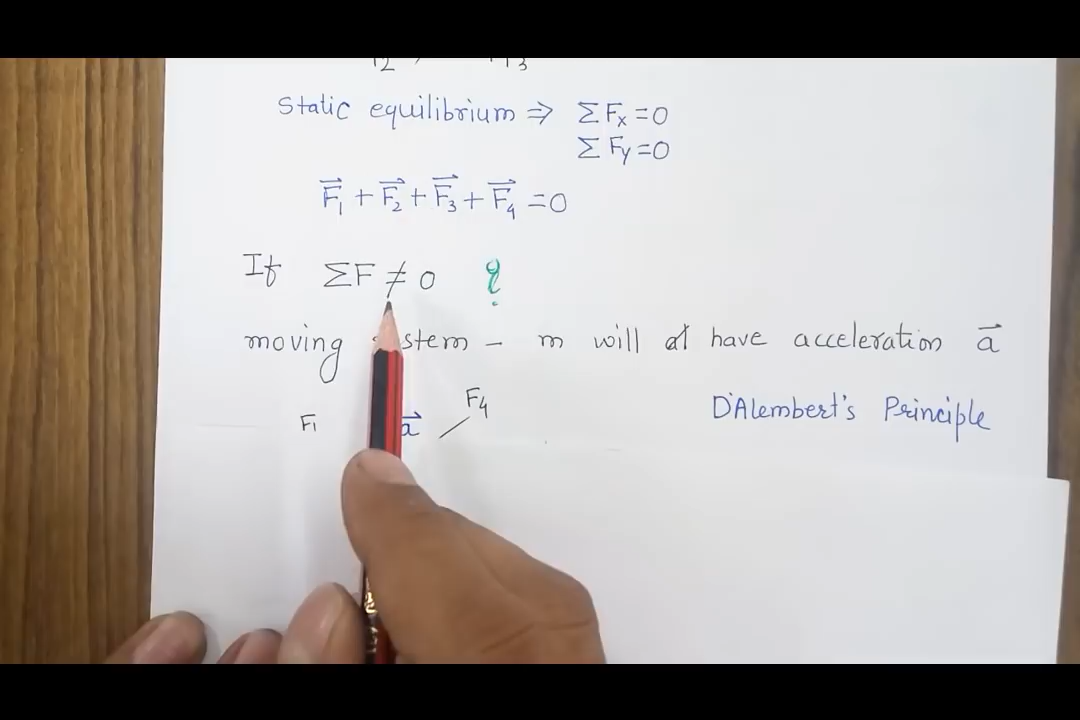 Static equilibrium ⇒ ΣFx=0
ΣFy=0
F⃗1 + F⃗2 + F⃗3 + F⃗4 = 0
If ΣF ≠ 0 ?
moving – m will have acceleration a⃗
F4
D'Alembert's Principle
F1 a⃗